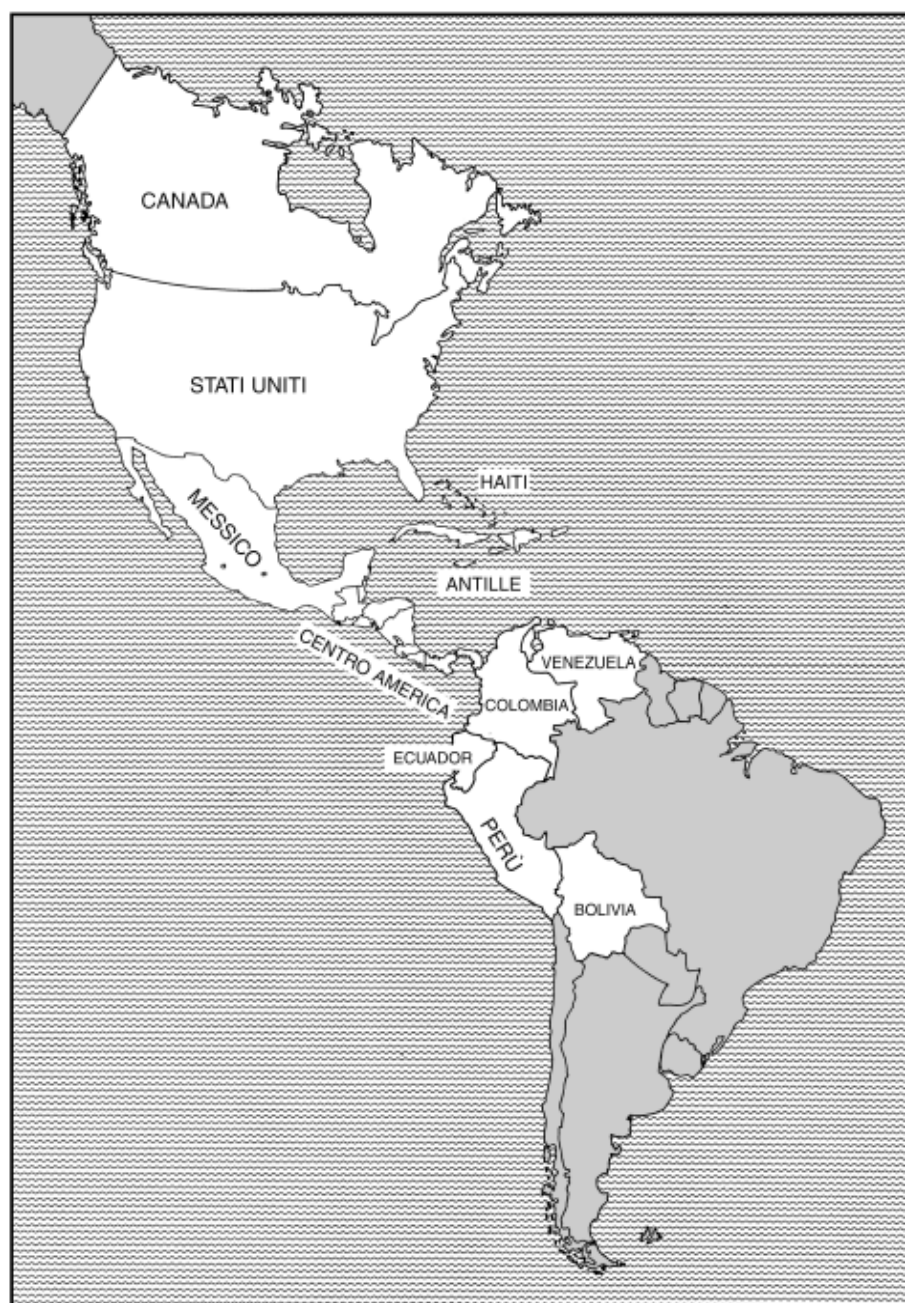 CANADA
STATI UNITI
HAITI
MESSICO
ANTILLE
CENTRO AMERICA
VENEZUELA
COLOMBIA
ECUADOR
PERÙ
BOLIVIA